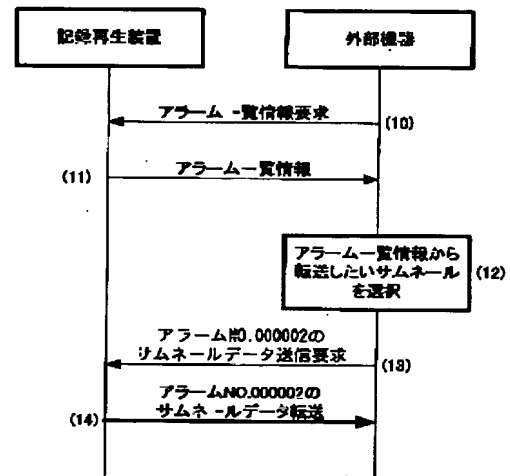 記録再生装置
外部機器
アラーム一覧情報要求
(10)
(11)
アラーム一覧情報
アラーム一覧情報から
転送したいサムネール
を選択
(12)
アラームNO.000002の
サムネールデータ送信要求
(13)
アラームNO.000002の
サムネールデータ転送
(14)